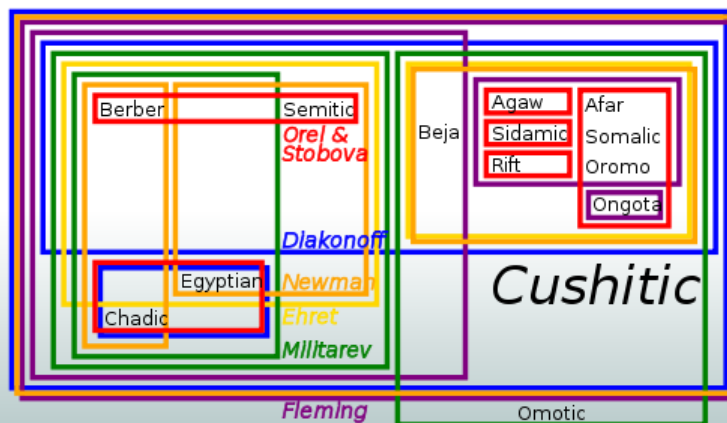 Berber
Semitic
Orel &
Stobova
Beja
Agaw
Afar
Sidamic
Somalic
Rift
Oromo
Ongota
Diakonoff
Egyptian
Newman
Cushitic
Chadic
Ehret
Militarev
Fleming
Omotic